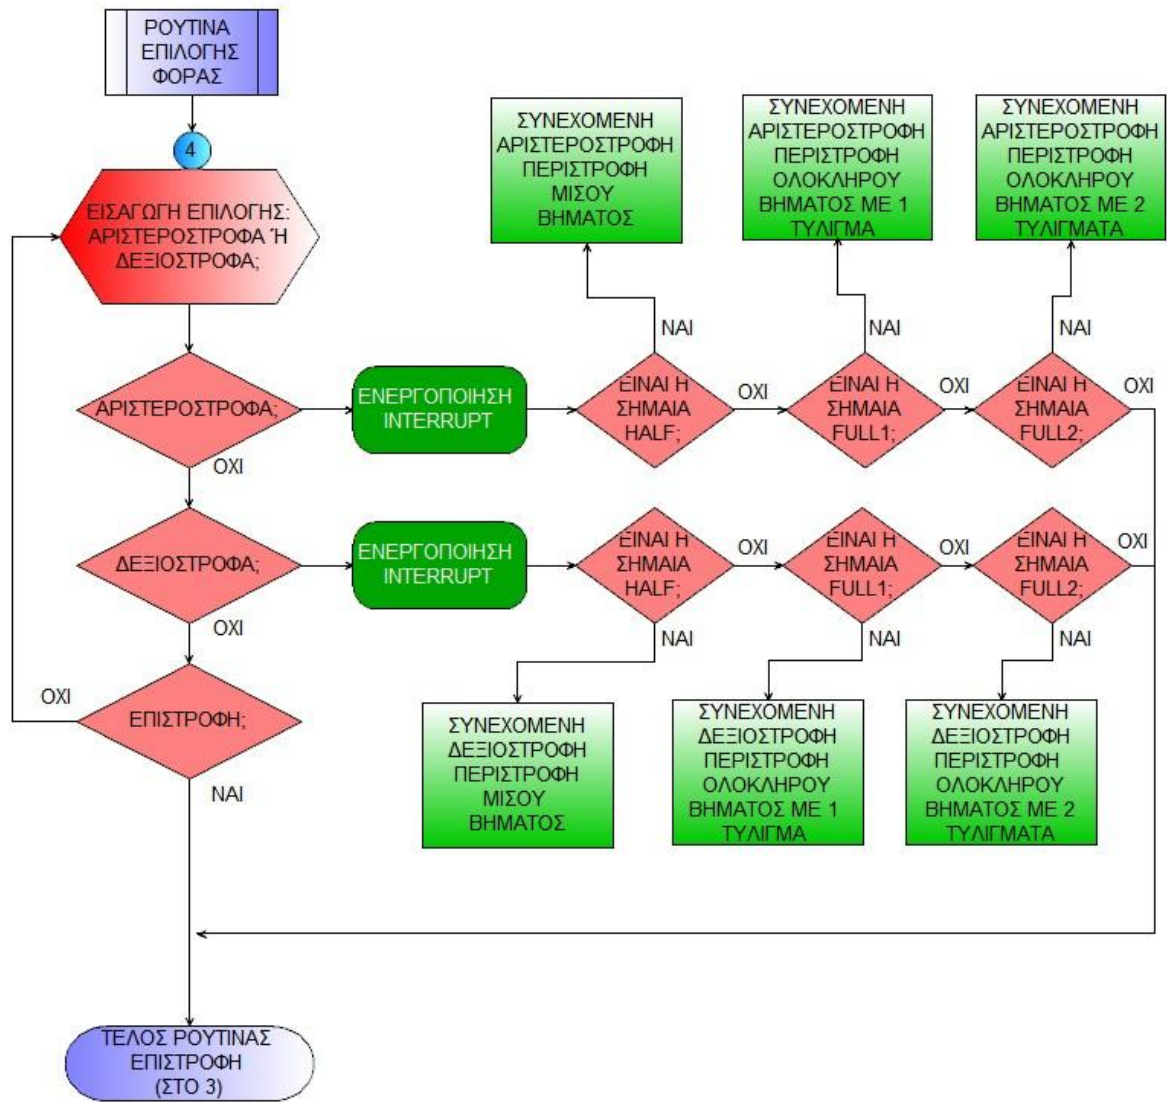 ΡΟΥΤΙΝΑ
ΕΠΙΛΟΓΗΣ
ΦΟΡΑΣ
4
ΕΙΣΑΓΩΓΗ ΕΠΙΛΟΓΗΣ:
ΑΡΙΣΤΕΡΟΣΤΡΟΦΑ Ή
ΔΕΞΙΟΣΤΡΟΦΑ;
ΣΥΝΕΧΟΜΕΝΗ
ΑΡΙΣΤΕΡΟΣΤΡΟΦΗ
ΠΕΡΙΣΤΡΟΦΗ
ΜΙΣΟΥ
ΒΗΜΑΤΟΣ
ΣΥΝΕΧΟΜΕΝΗ
ΑΡΙΣΤΕΡΟΣΤΡΟΦΗ
ΠΕΡΙΣΤΡΟΦΗ
ΟΛΟΚΛΗΡΟΥ
ΒΗΜΑΤΟΣ ΜΕ 1
ΤΥΛΙΓΜΑ
ΣΥΝΕΧΟΜΕΝΗ
ΑΡΙΣΤΕΡΟΣΤΡΟΦΗ
ΠΕΡΙΣΤΡΟΦΗ
ΟΛΟΚΛΗΡΟΥ
ΒΗΜΑΤΟΣ ΜΕ 2
ΤΥΛΙΓΜΑΤΑ
ΝΑΙ
ΝΑΙ
ΝΑΙ
ΑΡΙΣΤΕΡΟΣΤΡΟΦΑ;
ΕΝΕΡΓΟΠΟΙΗΣΗ
INTERRUPT
ΕΙΝΑΙ Η
ΣΗΜΑΙΑ
HALF;
ΟΧΙ
ΕΙΝΑΙ Η
ΣΗΜΑΙΑ
FULL1;
ΟΧΙ
ΕΙΝΑΙ Η
ΣΗΜΑΙΑ
FULL2;
ΟΧΙ
ΟΧΙ
ΔΕΞΙΟΣΤΡΟΦΑ;
ΕΝΕΡΓΟΠΟΙΗΣΗ
INTERRUPT
ΕΙΝΑΙ Η
ΣΗΜΑΙΑ
HALF;
ΟΧΙ
ΕΙΝΑΙ Η
ΣΗΜΑΙΑ
FULL1;
ΟΧΙ
ΕΙΝΑΙ Η
ΣΗΜΑΙΑ
FULL2;
ΟΧΙ
ΟΧΙ
ΝΑΙ
ΝΑΙ
ΝΑΙ
ΟΧΙ
ΕΠΙΣΤΡΟΦΗ;
ΝΑΙ
ΣΥΝΕΧΟΜΕΝΗ
ΔΕΞΙΟΣΤΡΟΦΗ
ΠΕΡΙΣΤΡΟΦΗ
ΜΙΣΟΥ
ΒΗΜΑΤΟΣ
ΣΥΝΕΧΟΜΕΝΗ
ΔΕΞΙΟΣΤΡΟΦΗ
ΠΕΡΙΣΤΡΟΦΗ
ΟΛΟΚΛΗΡΟΥ
ΒΗΜΑΤΟΣ ΜΕ 1
ΤΥΛΙΓΜΑ
ΣΥΝΕΧΟΜΕΝΗ
ΔΕΞΙΟΣΤΡΟΦΗ
ΠΕΡΙΣΤΡΟΦΗ
ΟΛΟΚΛΗΡΟΥ
ΒΗΜΑΤΟΣ ΜΕ 2
ΤΥΛΙΓΜΑΤΑ
ΤΕΛΟΣ ΡΟΥΤΙΝΑΣ
ΕΠΙΣΤΡΟΦΗ
(ΣΤΟ 3)